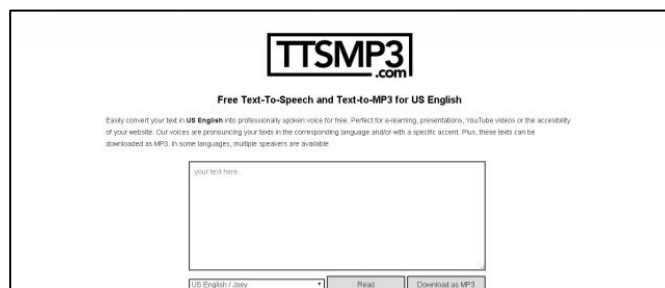 TTSMP3
.com
Free Text-To-Speech and Text-to-MP3 for US English
Easily convert your text in US English into professionally spoken voice for free. Perfect for e-learning, presentations, YouTube videos or the accessibility
of your website. Our voices are pronouncing your texts in the corresponding language and/or with a specific accent. Plus, these texts can be
downloaded as MP3. In some languages, multiple speakers are available.
your text here
US English / Joey
Read
Download as MP3